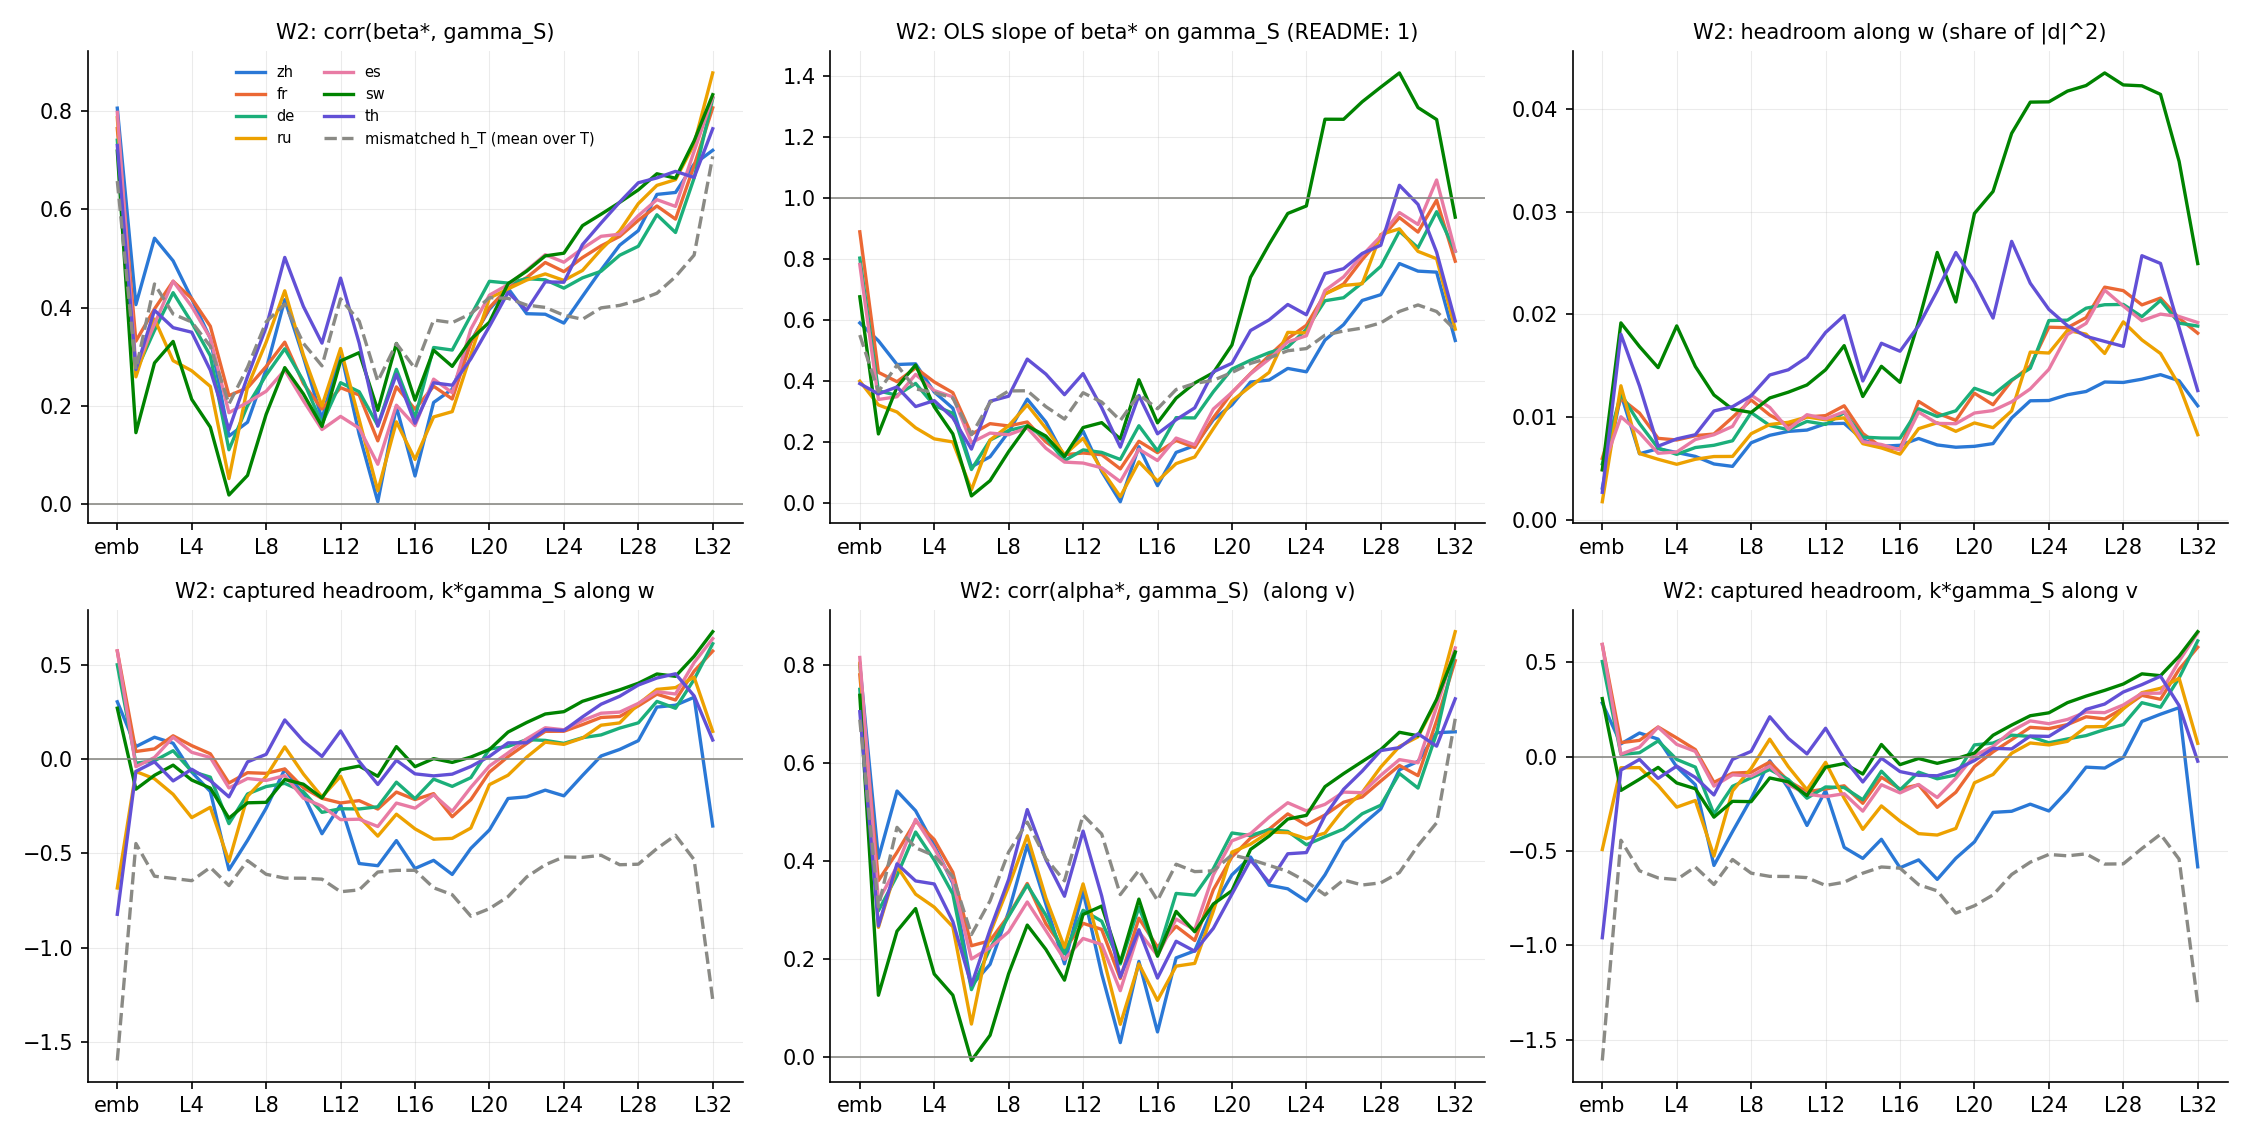 W2: corr(beta*, gamma_S)
zh
fr
de
ru
es
sw
th
mismatched h_T (mean over T)
0.8
0.6
0.4
0.2
0.0
emb L4 L8 L12 L16 L20 L24 L28 L32
W2: OLS slope of beta* on gamma_S (README: 1)
1.4
1.2
1.0
0.8
0.6
0.4
0.2
0.0
emb L4 L8 L12 L16 L20 L24 L28 L32
W2: headroom along w (share of |d|^2)
0.04
0.03
0.02
0.01
0.00
emb L4 L8 L12 L16 L20 L24 L28 L32
W2: captured headroom, k*gamma_S along w
0.5
0.0
−0.5
−1.0
−1.5
emb L4 L8 L12 L16 L20 L24 L28 L32
W2: corr(alpha*, gamma_S)  (along v)
0.8
0.6
0.4
0.2
0.0
emb L4 L8 L12 L16 L20 L24 L28 L32
W2: captured headroom, k*gamma_S along v
0.5
0.0
−0.5
−1.0
−1.5
emb L4 L8 L12 L16 L20 L24 L28 L32